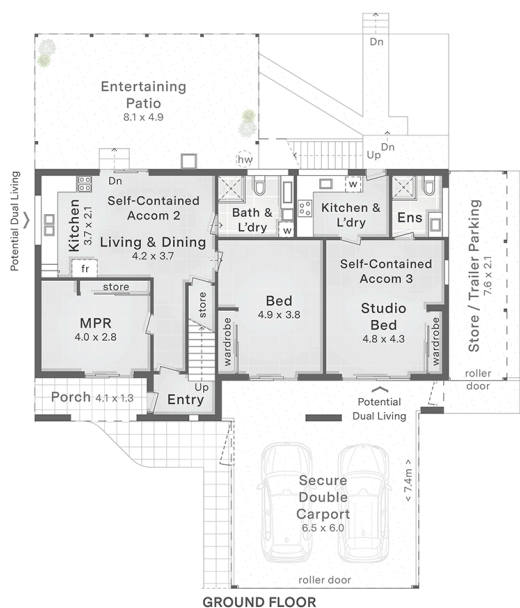 Dn
Entertaining
Patio
8.1 x 4.9
Dn
hw
Up
Potential Dual Living
Dn
Kitchen
3.7 x 2.1
Self-Contained
Accom 2
Living & Dining
4.2 x 3.7
fr
Bath &
L'dry
w
w
Kitchen &
L'dry
Ens
Store / Trailer Parking
7.6 x 2.1
store
MPR
4.0 x 2.8
store
Bed
4.9 x 3.8
wardrobe
Self-Contained
Accom 3
Studio
Bed
4.8 x 4.3
wardrobe
roller
door
Up
Porch 4.1 x 1.3
Entry
Potential
Dual Living
Secure
Double
Carport
6.5 x 6.0
< 7.4m >
roller door
GROUND FLOOR